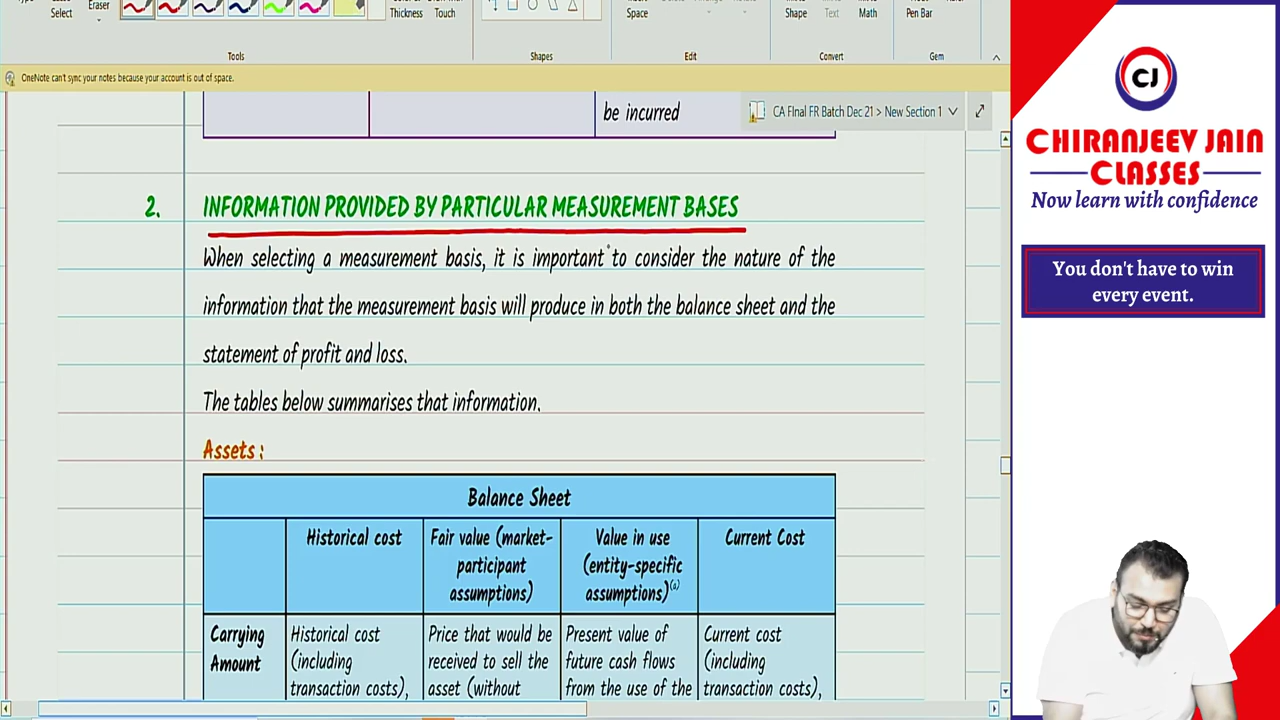 Select
Eraser
Thickness
Touch
Space
Shape
Text
Math
Pen Bar
Tools
Shapes
Edit
Convert
Gem
OneNote can't sync your notes because your account is out of space.
be incurred
CA FInal FR Batch Dec 21 > New Section 1
2. INFORMATION PROVIDED BY PARTICULAR MEASUREMENT BASES
When selecting a measurement basis, it is important to consider the nature of the
information that the measurement basis will produce in both the balance sheet and the
statement of profit and loss.
The tables below summarises that information.
Assets :
Balance Sheet
Historical cost
Fair value (market-
participant
assumptions)
Value in use
(entity-specific
assumptions)(a)
Current Cost
Carrying
Amount
Historical cost
(including
transaction costs),
Price that would be
received to sell the
asset (without
Present value of
future cash flows
from the use of the
Current cost
(including
transaction costs),
CJ
CHIRANJEEV JAIN
CLASSES
Now learn with confidence
You don't have to win
every event.